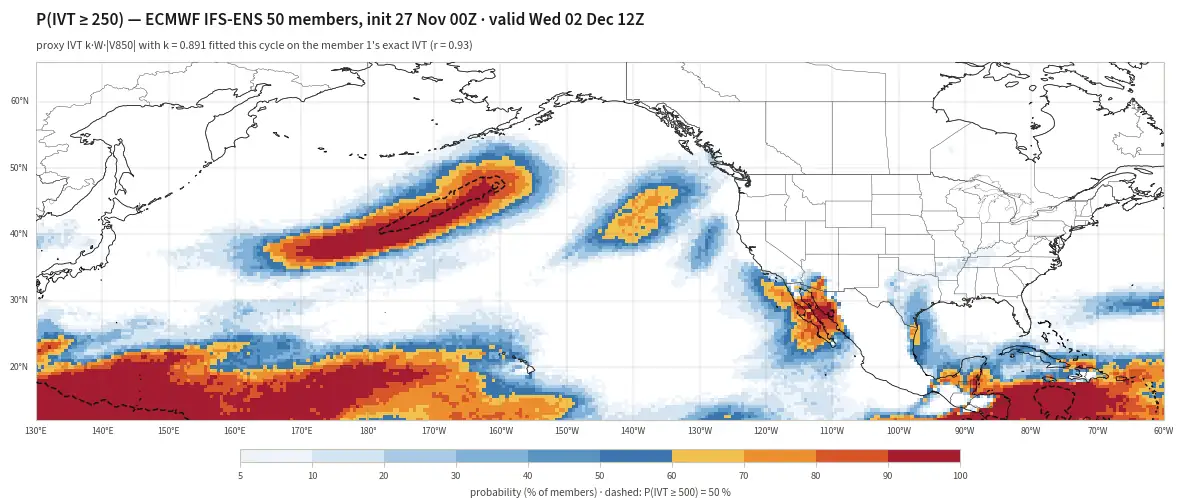 P(IVT ≥ 250) — ECMWF IFS-ENS 50 members, init 27 Nov 00Z · valid Wed 02 Dec 12Z
proxy IVT k·W·|V850| with k = 0.891 fitted this cycle on the member 1's exact IVT (r = 0.93)
60°N
50°N
40°N
30°N
20°N
130°E 140°E 150°E 160°E 170°E 180° 170°W 160°W 150°W 140°W 130°W 120°W 110°W 100°W 90°W 80°W 70°W 60°W
5 10 20 30 40 50 60 70 80 90 100
probability (% of members) · dashed: P(IVT ≥ 500) = 50 %